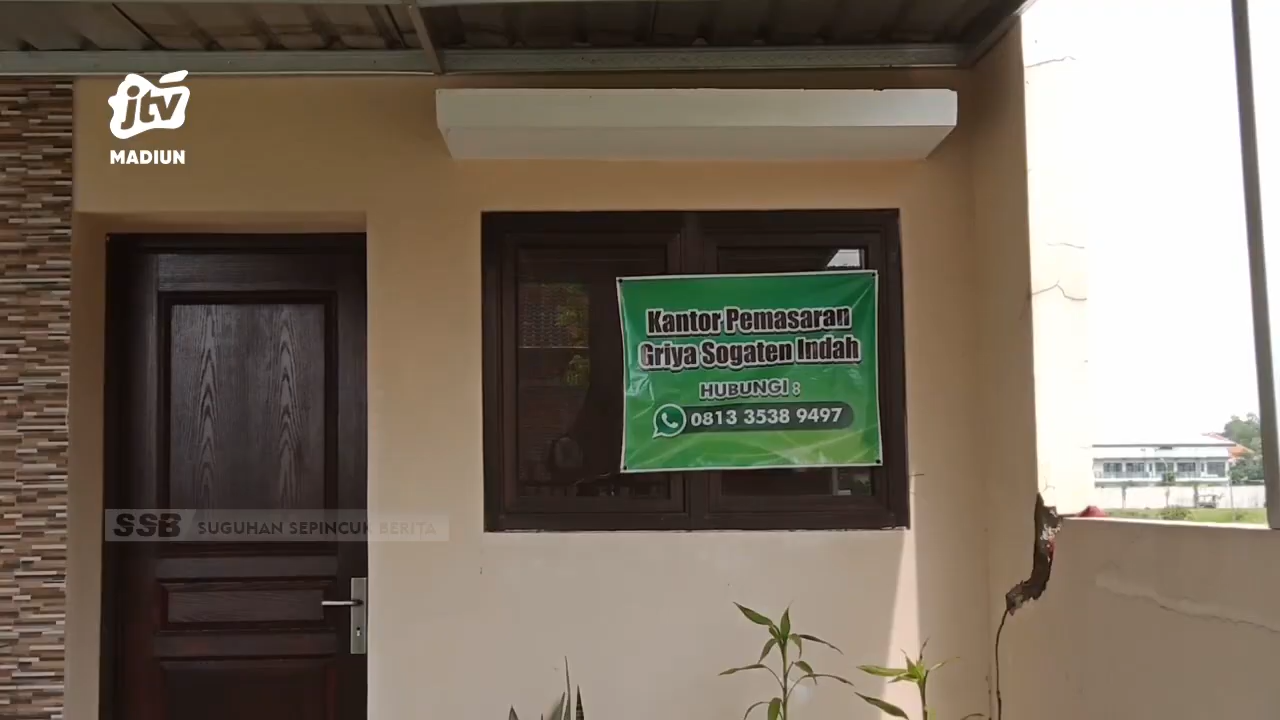 jtv
MADIUN
Kantor Pemasaran
Griya Sogaten Indah
HUBUNGI :
0813 3538 9497
SSB SUGUHAN SEPINCUK BERITA